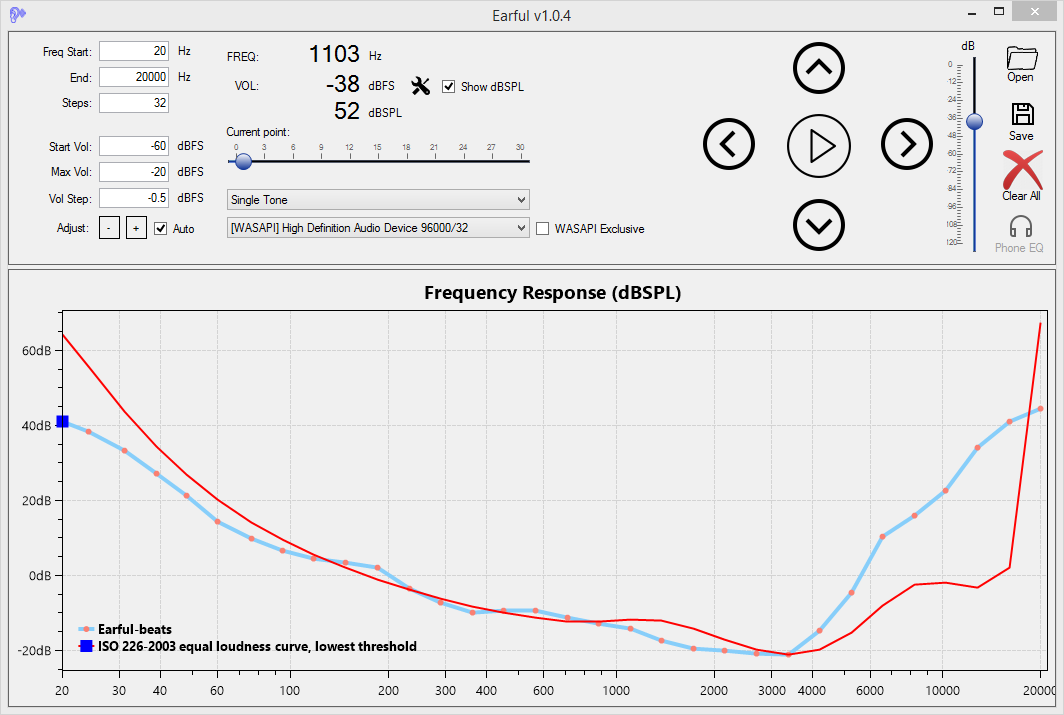 Earful v1.0.4
Freq Start: 20 Hz
End: 20000 Hz
Steps: 32
Start Vol: -60 dBFS
Max Vol: -20 dBFS
Vol Step: -0.5 dBFS
Adjust: - + Auto
FREQ: 1103 Hz
VOL: -38 dBFS Show dBSPL
52 dBSPL
Current point:
0 3 6 9 12 15 18 21 24 27 30
Single Tone
[WASAPI] High Definition Audio Device 96000/32 WASAPI Exclusive
dB
0
12
24
36
48
60
72
84
96
108
120
Open
Save
Clear All
Phone EQ
Frequency Response (dBSPL)
60dB
40dB
20dB
0dB
-20dB
Earful-beats
ISO 226-2003 equal loudness curve, lowest threshold
20 30 40 60 100 200 300 400 600 1000 2000 3000 4000 6000 10000 20000